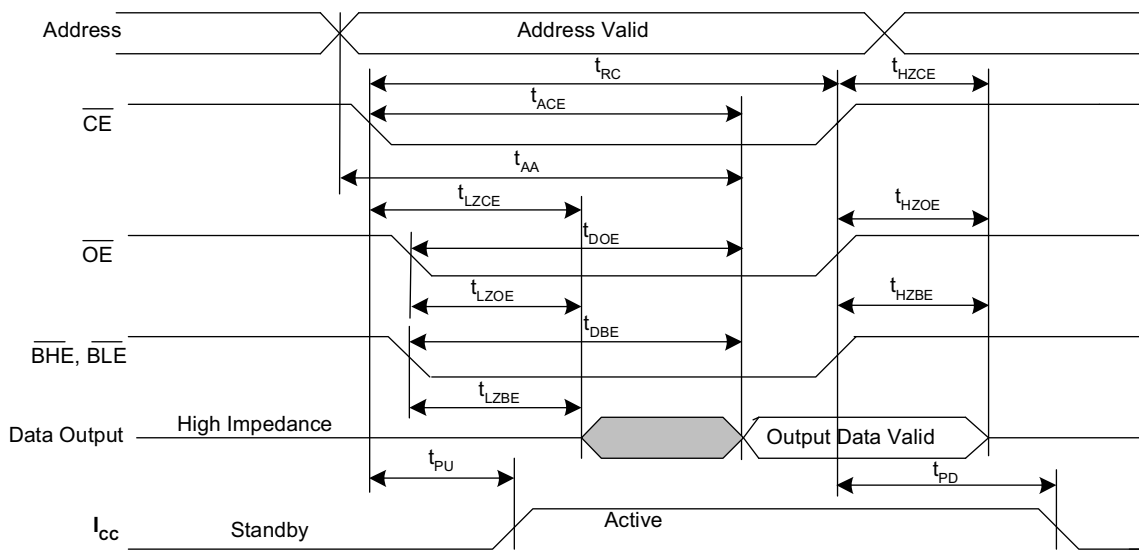 Address
Address Valid
tRC
tHZCE
tACE
CE
tAA
tLZCE
tHZOE
OE
tDOE
tLZOE
tHZBE
tDBE
BHE, BLE
tLZBE
Data Output
High Impedance
Output Data Valid
tPU
tPD
ICC
Standby
Active